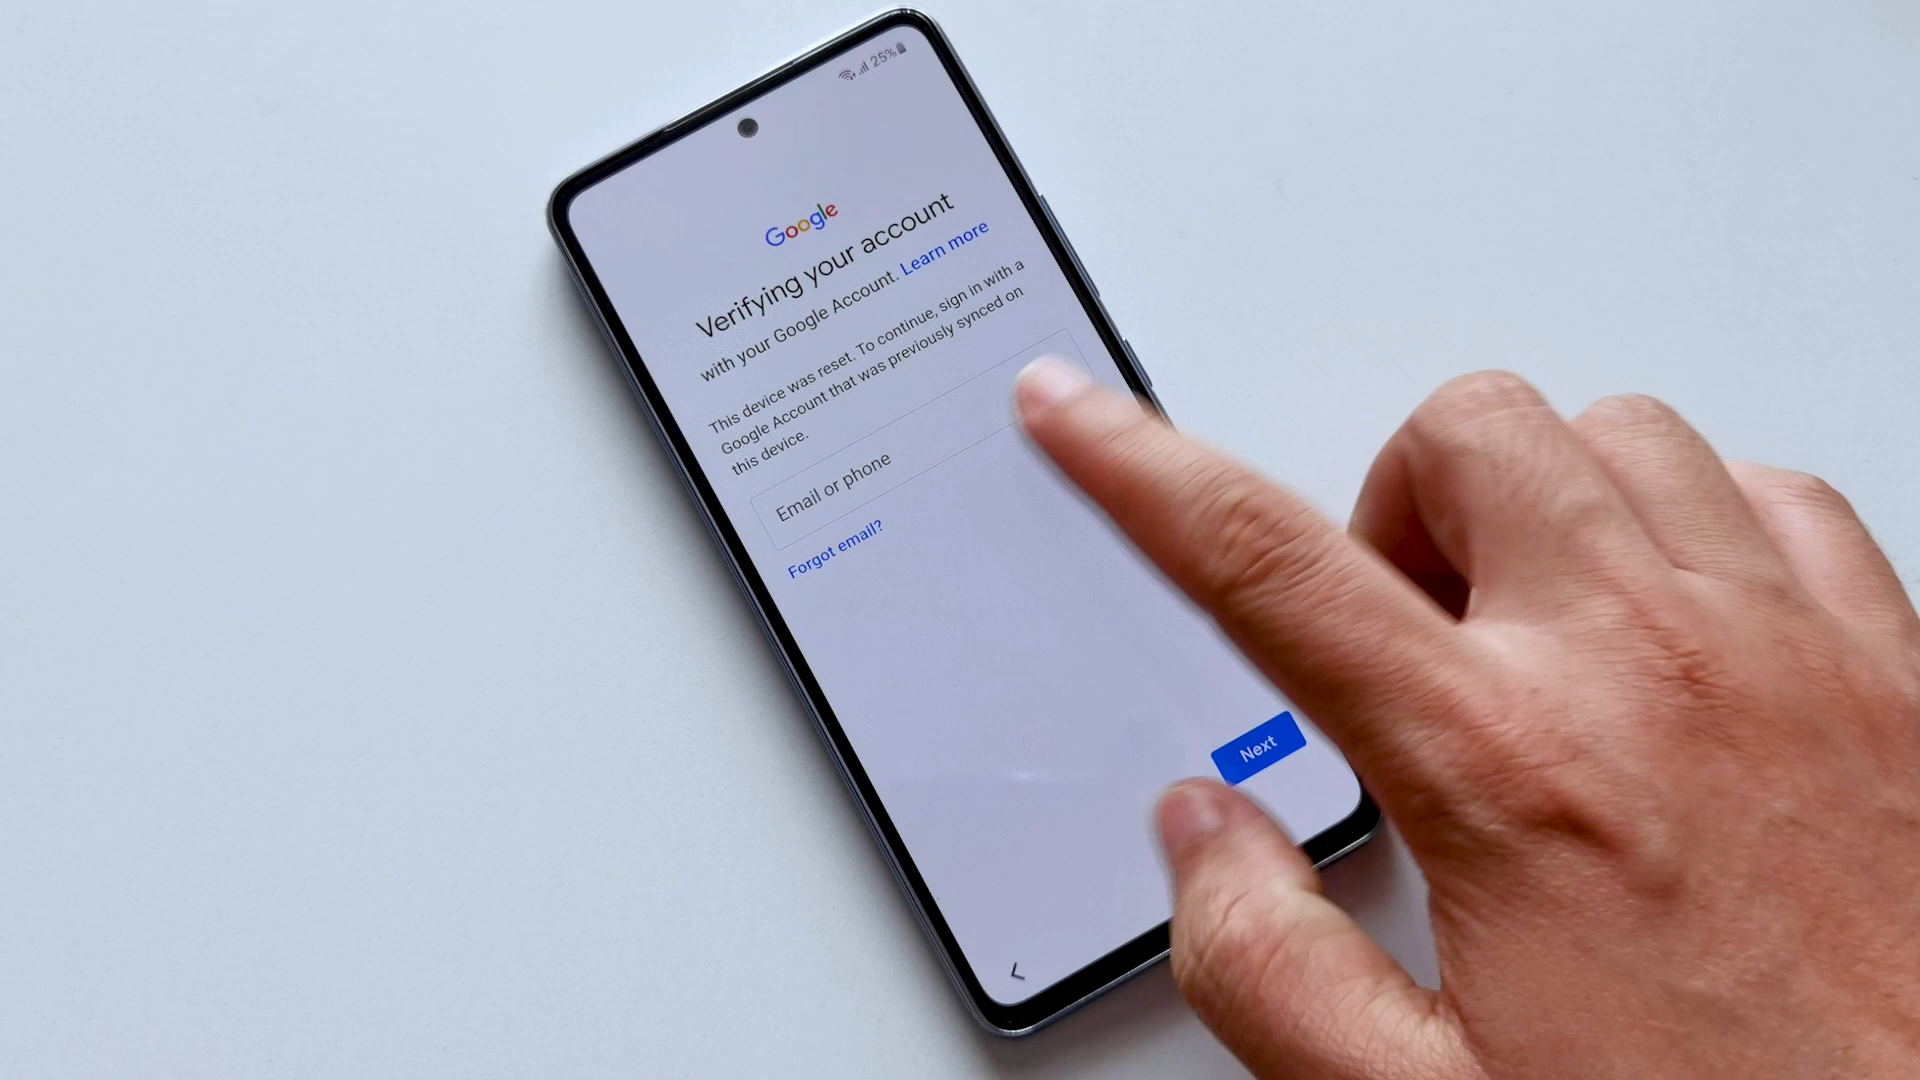 25%
Google
Verifying your account
with your Google Account. Learn more
This device was reset. To continue, sign in with a
Google Account that was previously synced on
this device.
Email or phone
Forgot email?
Next